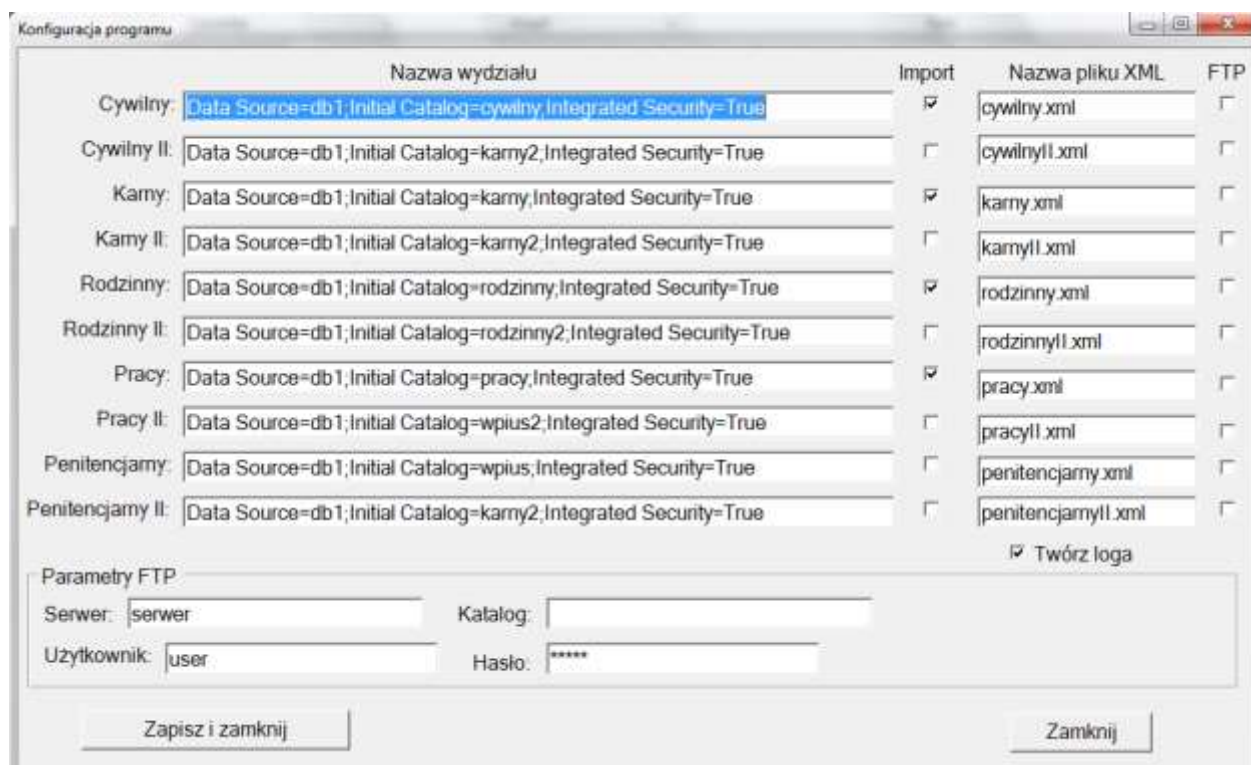 Konfiguracja programu
Nazwa wydziału Import Nazwa pliku XML FTP
Cywilny: Data Source=db1;Initial Catalog=cywilny;Integrated Security=True cywilny.xml
Cywilny II: Data Source=db1;Initial Catalog=karny2;Integrated Security=True cywilnyII.xml
Karny: Data Source=db1;Initial Catalog=karny;Integrated Security=True karny.xml
Karny II: Data Source=db1;Initial Catalog=karny2;Integrated Security=True karnyII.xml
Rodzinny: Data Source=db1;Initial Catalog=rodzinny;Integrated Security=True rodzinny.xml
Rodzinny II: Data Source=db1;Initial Catalog=rodzinny2;Integrated Security=True rodzinnyII.xml
Pracy: Data Source=db1;Initial Catalog=pracy;Integrated Security=True pracy.xml
Pracy II: Data Source=db1;Initial Catalog=wpius2;Integrated Security=True pracyII.xml
Penitencjarny: Data Source=db1;Initial Catalog=wpius;Integrated Security=True penitencjarny.xml
Penitencjarny II: Data Source=db1;Initial Catalog=karny2;Integrated Security=True penitencjarnyII.xml
Twórz loga
Parametry FTP
Serwer: serwer Katalog:
Użytkownik: user Hasło: *****
Zapisz i zamknij Zamknij